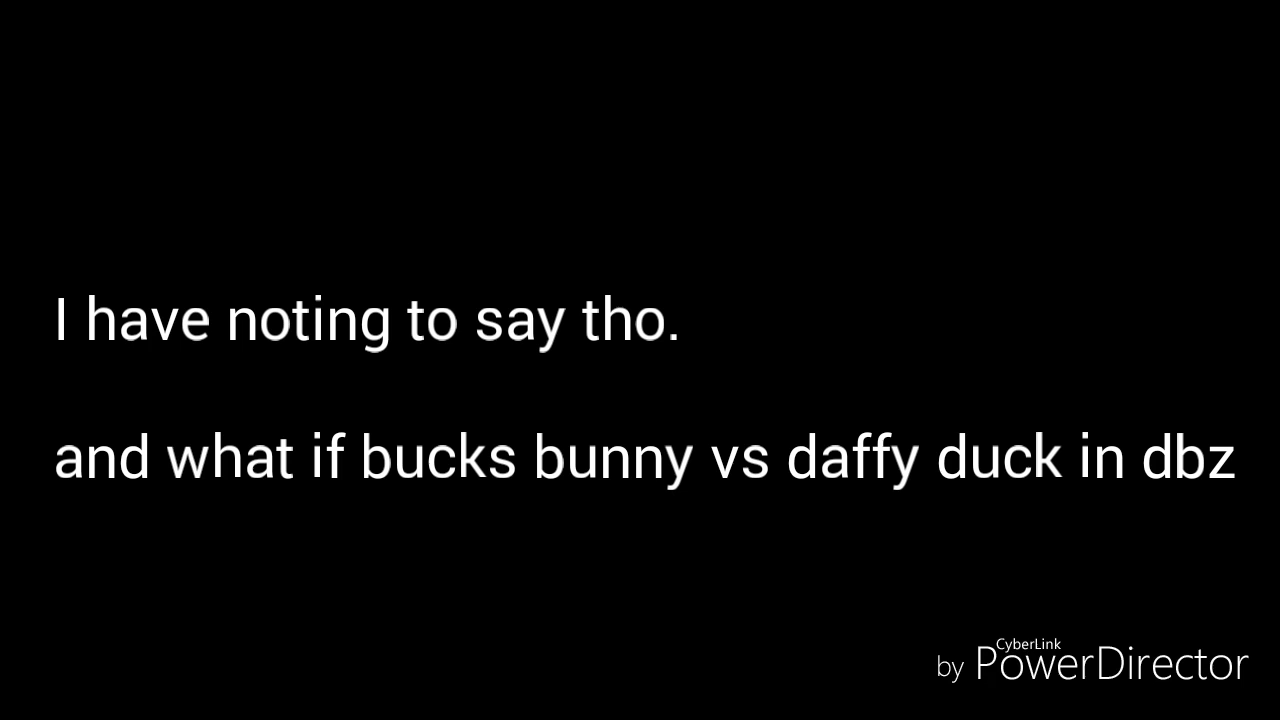 I have noting to say tho.
and what if bucks bunny vs daffy duck in dbz
CyberLink
by PowerDirector